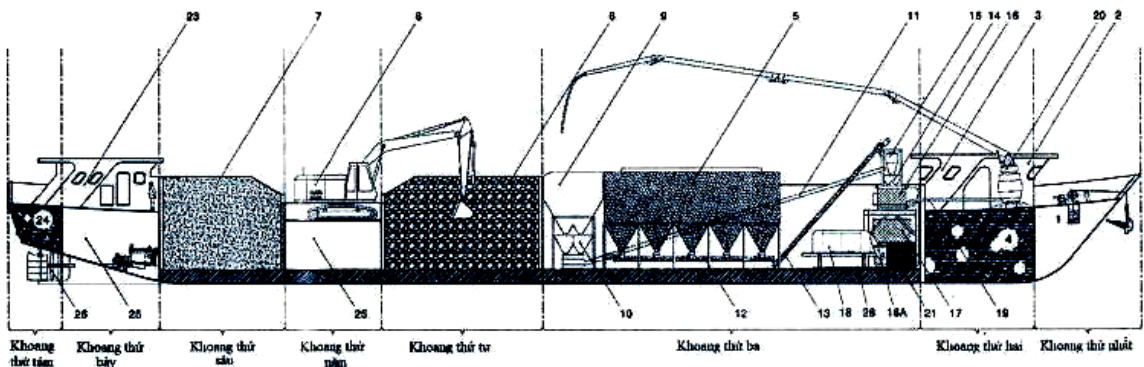 23 7 8 6 9 5 11 15 14 16 3 20 2
24 4 1
26 25 25 10 12 13 18 28 16A 21 17 19
Khoang thứ tám
Khoang thứ bảy
Khoang thứ sáu
Khoang thứ năm
Khoang thứ tư
Khoang thứ ba
Khoang thứ hai
Khoang thứ nhất